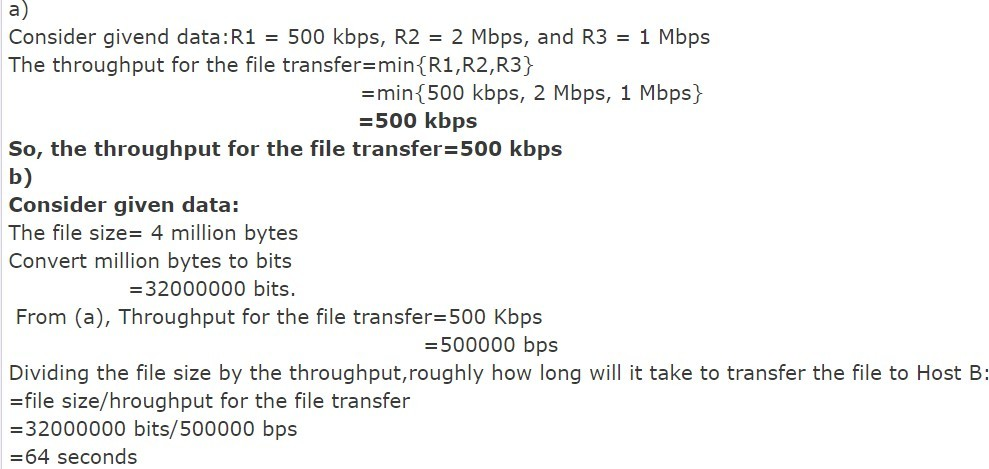 a)
Consider givend data:R1 = 500 kbps, R2 = 2 Mbps, and R3 = 1 Mbps
The throughput for the file transfer=min{R1,R2,R3}
=min{500 kbps, 2 Mbps, 1 Mbps}
=500 kbps
So, the throughput for the file transfer=500 kbps
b)
Consider given data:
The file size= 4 million bytes
Convert million bytes to bits
=32000000 bits.
From (a), Throughput for the file transfer=500 Kbps
=500000 bps
Dividing the file size by the throughput,roughly how long will it take to transfer the file to Host B:
=file size/hroughput for the file transfer
=32000000 bits/500000 bps
=64 seconds